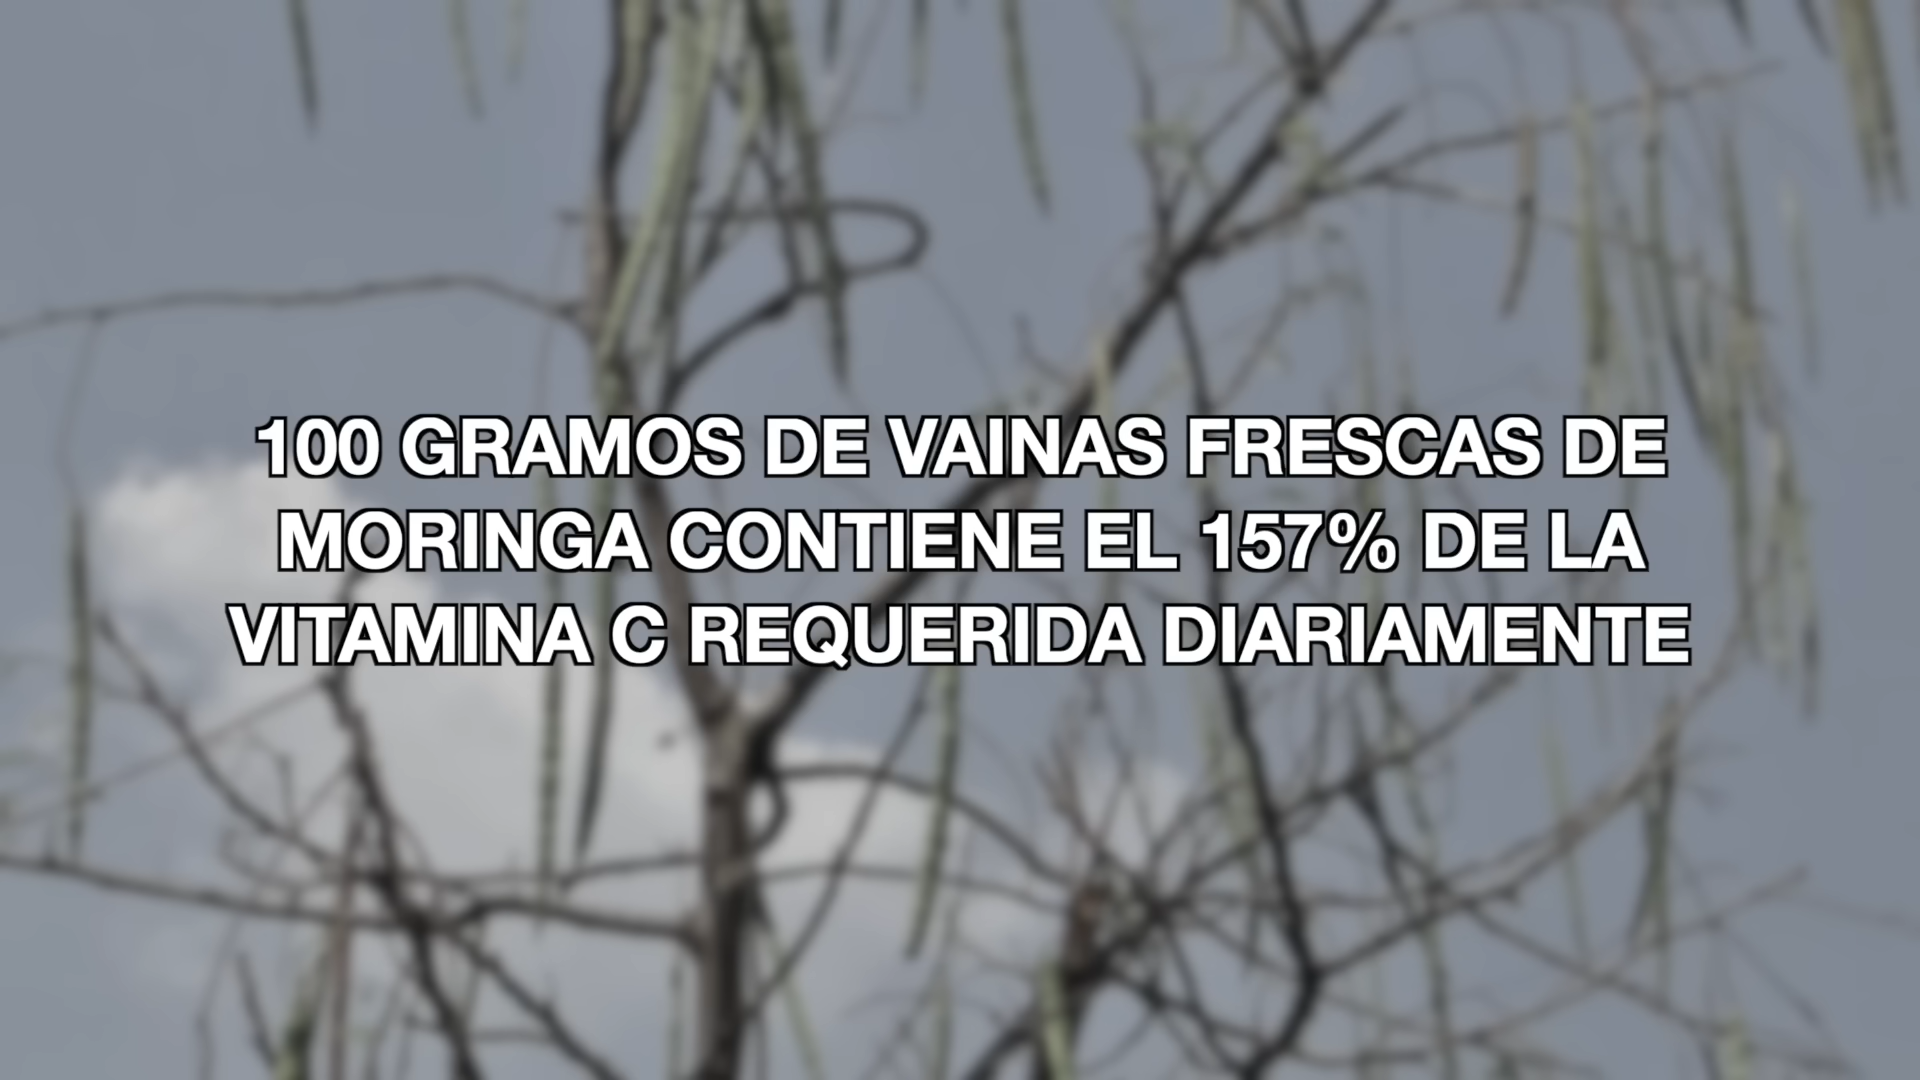 100 GRAMOS DE VAINAS FRESCAS DE
MORINGA CONTIENE EL 157% DE LA
VITAMINA C REQUERIDA DIARIAMENTE